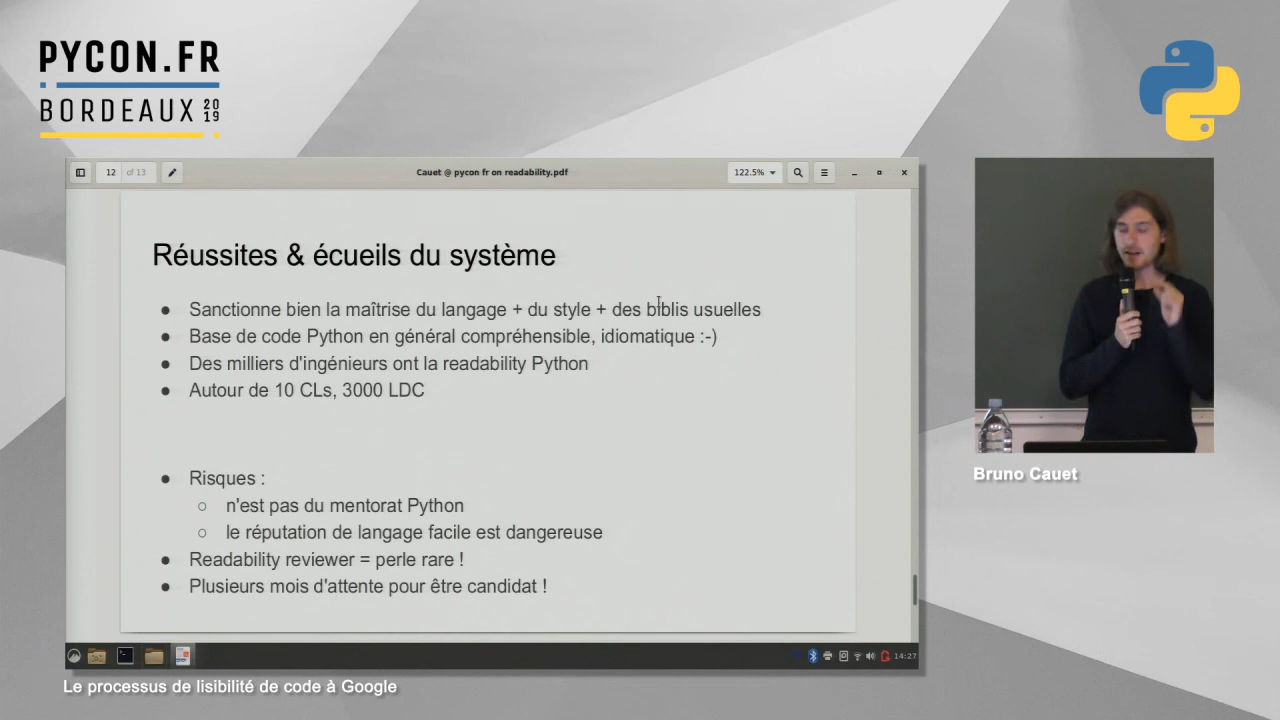 PYCON.FR
BORDEAUX 2019
12 of 13
Cauet @ pycon fr on readability.pdf
122.5%
Réussites & écueils du système
● Sanctionne bien la maîtrise du langage + du style + des biblis usuelles
● Base de code Python en général compréhensible, idiomatique :-)
● Des milliers d'ingénieurs ont la readability Python
● Autour de 10 CLs, 3000 LDC
● Risques :
○ n'est pas du mentorat Python
○ le réputation de langage facile est dangereuse
● Readability reviewer = perle rare !
● Plusieurs mois d'attente pour être candidat !
14:27
Bruno Cauet
Le processus de lisibilité de code à Google